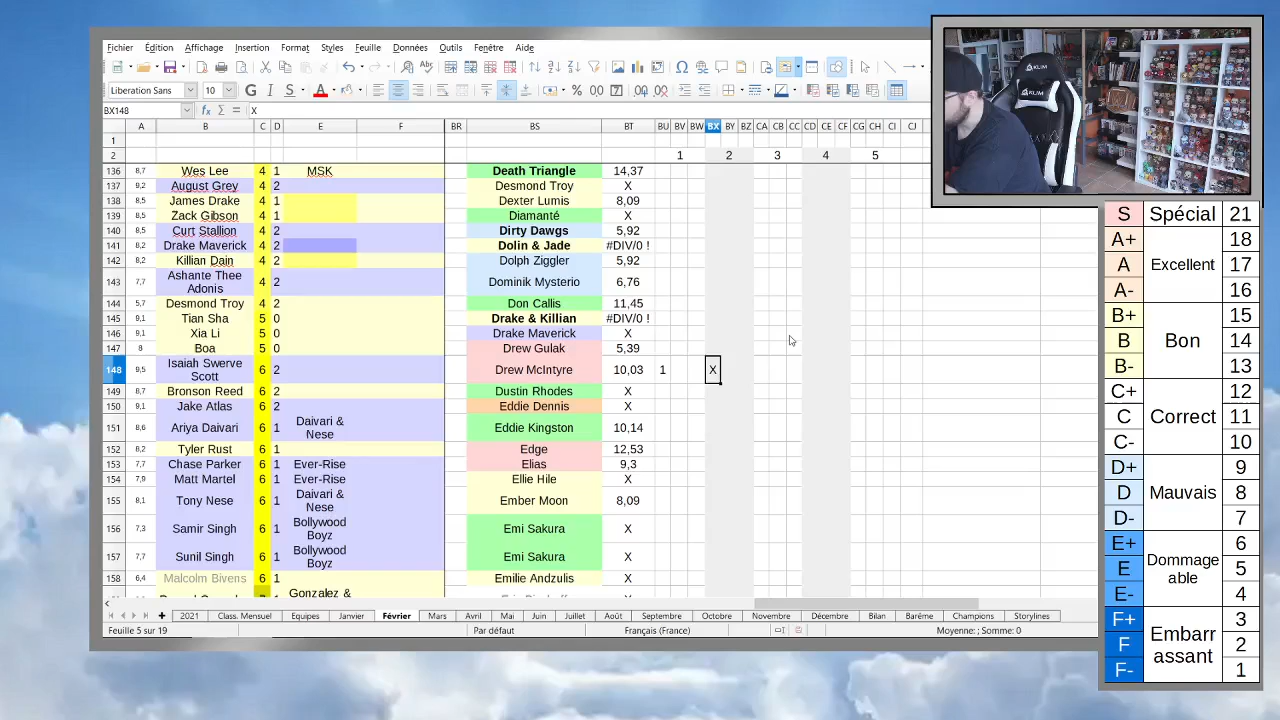 Fichier Édition Affichage Insertion Format Styles Feuille Données Outils Fenêtre Aide
Liberation Sans 10 G I S
BX148 X
A B C D E F BR BS BT BU BV BW BX BY BZ CA CB CC CD CE CF CG CH CI CJ
1
2 1 2 3 4 5
136 8,7 Wes Lee 4 1 MSK Death Triangle 14,37
137 9,2 August Grey 4 2 Desmond Troy X
138 8,5 James Drake 4 1 Dexter Lumis 8,09
139 8,5 Zack Gibson 4 1 Diamanté X
140 8,5 Curt Stallion 4 2 Dirty Dawgs 5,92
141 8,2 Drake Maverick 4 2 Dolin & Jade #DIV/0 !
142 8,2 Killian Dain 4 2 Dolph Ziggler 5,92
143 7,7 Ashante Thee Adonis 4 2 Dominik Mysterio 6,76
144 5,7 Desmond Troy 4 2 Don Callis 11,45
145 9,1 Tian Sha 5 0 Drake & Killian #DIV/0 !
146 9,1 Xia Li 5 0 Drake Maverick X
147 8 Boa 5 0 Drew Gulak 5,39
148 9,5 Isaiah Swerve Scott 6 2 Drew McIntyre 10,03 1 X
149 8,7 Bronson Reed 6 2 Dustin Rhodes X
150 9,1 Jake Atlas 6 2 Eddie Dennis X
151 8,6 Ariya Daivari 6 1 Daivari & Nese Eddie Kingston 10,14
152 8,2 Tyler Rust 6 1 Edge 12,53
153 7,7 Chase Parker 6 1 Ever-Rise Elias 9,3
154 7,9 Matt Martel 6 1 Ever-Rise Ellie Hile X
155 8,1 Tony Nese 6 1 Daivari & Nese Ember Moon 8,09
156 7,3 Samir Singh 6 1 Bollywood Boyz Emi Sakura X
157 7,7 Sunil Singh 6 1 Bollywood Boyz Emi Sakura X
158 6,4 Malcolm Bivens 6 1 Emilie Andzulis X
Gonzalez &
2021 Class. Mensuel Equipes Janvier Février Mars Avril Mai Juin Juillet Août Septembre Octobre Novembre Décembre Bilan Barême Champions Storylines
Feuille 5 sur 19 Par défaut Français (France) Moyenne: ; Somme: 0
KLIM
KLIM
S Spécial 21
A+ 18
A Excellent 17
A- 16
B+ 15
B Bon 14
B- 13
C+ 12
C Correct 11
C- 10
D+ 9
D Mauvais 8
D- 7
E+ 6
E Dommage able 5
E- 4
F+ 3
F Embarr assant 2
F- 1